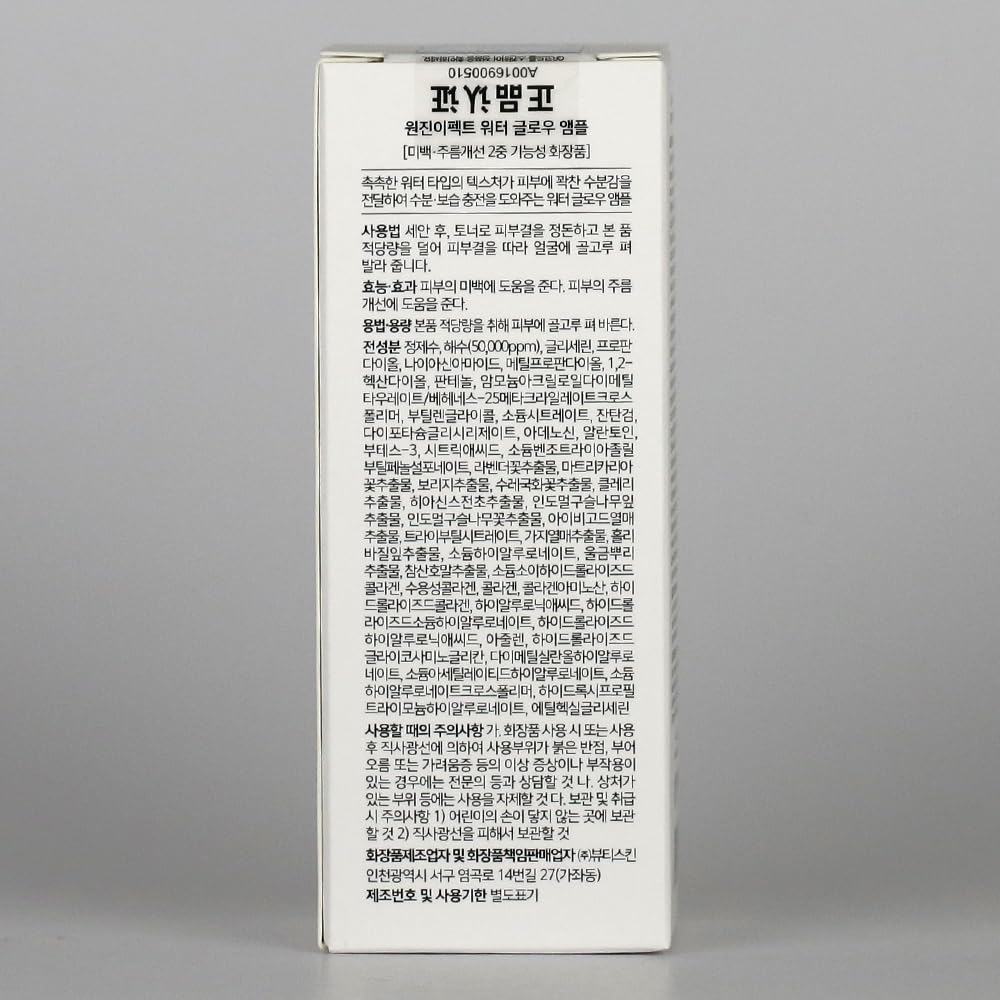 QR코드를 스캔하여 정품을 확인하세요
A0016900510
正品认证
원진이펙트 워터 글로우 앰플
[미백·주름개선 2중 기능성 화장품]
촉촉한 워터 타입의 텍스처가 피부에 꽉찬 수분감을
전달하여 수분·보습 충전을 도와주는 워터 글로우 앰플
사용법 세안 후, 토너로 피부결을 정돈하고 본 품
적당량을 덜어 피부결을 따라 얼굴에 골고루 펴
발라 줍니다.
효능·효과 피부의 미백에 도움을 준다. 피부의 주름
개선에 도움을 준다.
용법·용량 본품 적당량을 취해 피부에 골고루 펴 바른다.
전성분 정제수, 해수(50,000ppm), 글리세린, 프로판
다이올, 나이아신아마이드, 메틸프로판다이올, 1,2-
헥산다이올, 판테놀, 암모늄아크릴로일다이메틸
타우레이트/베헤네스-25메타크라일레이트크로스
폴리머, 부틸렌글라이콜, 소듐시트레이트, 잔탄검,
다이포타슘글리시리제이트, 아데노신, 알란토인,
부테스-3, 시트릭애씨드, 소듐벤조트라이아졸릴
부틸페놀설포네이트, 라벤더꽃추출물, 마트리카리아
꽃추출물, 보리지추출물, 수레국화꽃추출물, 클레리
추출물, 히아신스전초추출물, 인도멀구슬나무잎
추출물, 인도멀구슬나무꽃추출물, 아이비고드열매
추출물, 트라이부틸시트레이트, 가지열매추출물, 홀리
바질잎추출물, 소듐하이알루로네이트, 울금뿌리
추출물, 참산호말추출물, 소듐소이하이드롤라이즈드
콜라겐, 수용성콜라겐, 콜라겐, 콜라겐아미노산, 하이
드롤라이즈드콜라겐, 하이알루로닉애씨드, 하이드롤
라이즈드소듐하이알루로네이트, 하이드롤라이즈드
하이알루로닉애씨드, 아줄렌, 하이드롤라이즈드
글라이코사미노글리칸, 다이메틸실란올하이알루로
네이트, 소듐아세틸레이티드하이알루로네이트, 소듐
하이알루로네이트크로스폴리머, 하이드록시프로필
트라이모늄하이알루로네이트, 에틸헥실글리세린
사용할 때의 주의사항 가. 화장품 사용 시 또는 사용
후 직사광선에 의하여 사용부위가 붉은 반점, 부어
오름 또는 가려움증 등의 이상 증상이나 부작용이
있는 경우에는 전문의 등과 상담할 것 나. 상처가
있는 부위 등에는 사용을 자제할 것 다. 보관 및 취급
시 주의사항 1) 어린이의 손이 닿지 않는 곳에 보관
할 것 2) 직사광선을 피해서 보관할 것
화장품제조업자 및 화장품책임판매업자 ㈜뷰티스킨
인천광역시 서구 염곡로 14번길 27(가좌동)
제조번호 및 사용기한 별도표기